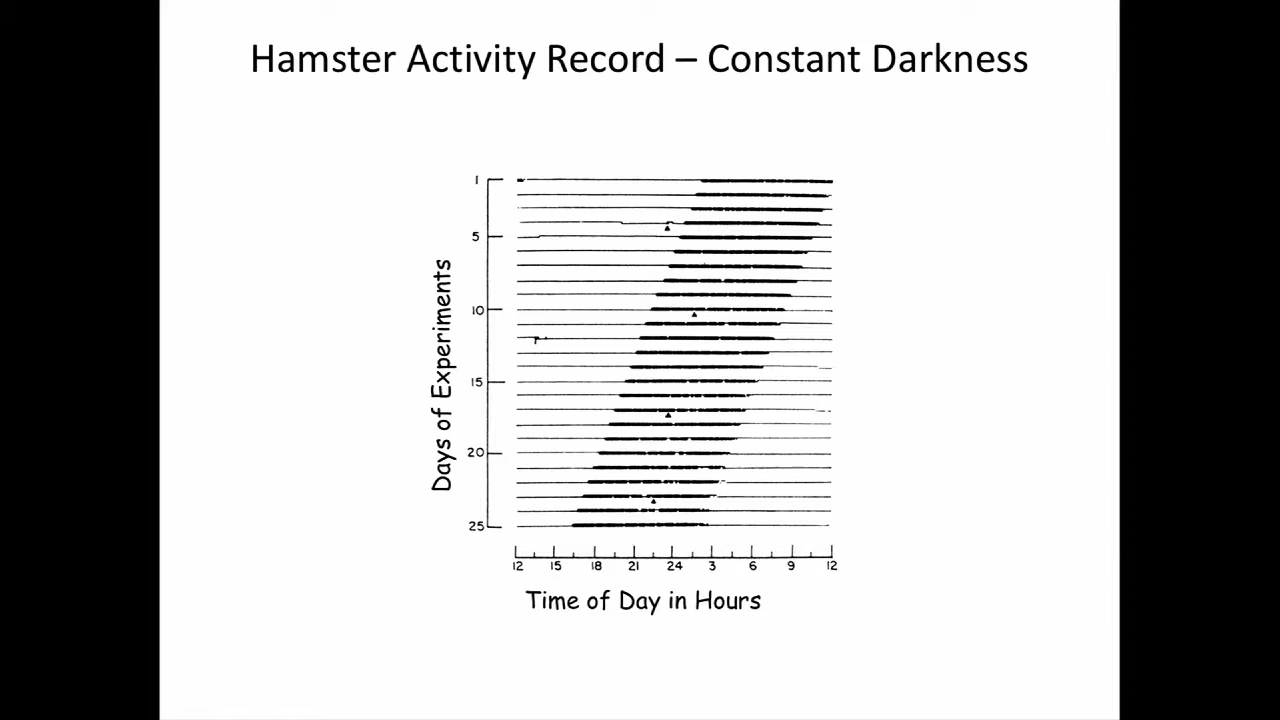 Hamster Activity Record – Constant Darkness
1
5
10
15
20
25
Days of Experiments
12 15 18 21 24 3 6 9 12
Time of Day in Hours